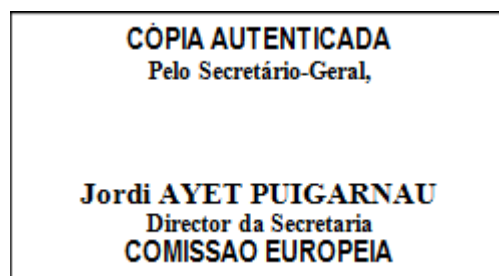 CÓPIA AUTENTICADA
Pelo Secretário-Geral,
Jordi AYET PUIGARNAU
Director da Secretaria
COMISSAO EUROPEIA